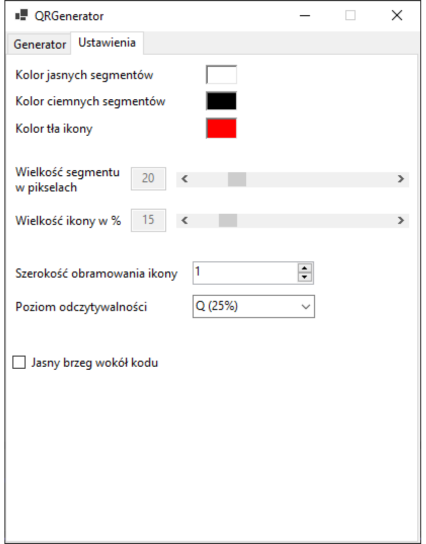 QRGenerator
Generator Ustawienia
Kolor jasnych segmentów
Kolor ciemnych segmentów
Kolor tła ikony
Wielkość segmentu
w pikselach 20
Wielkość ikony w % 15
Szerokość obramowania ikony 1
Poziom odczytywalności Q (25%)
Jasny brzeg wokół kodu